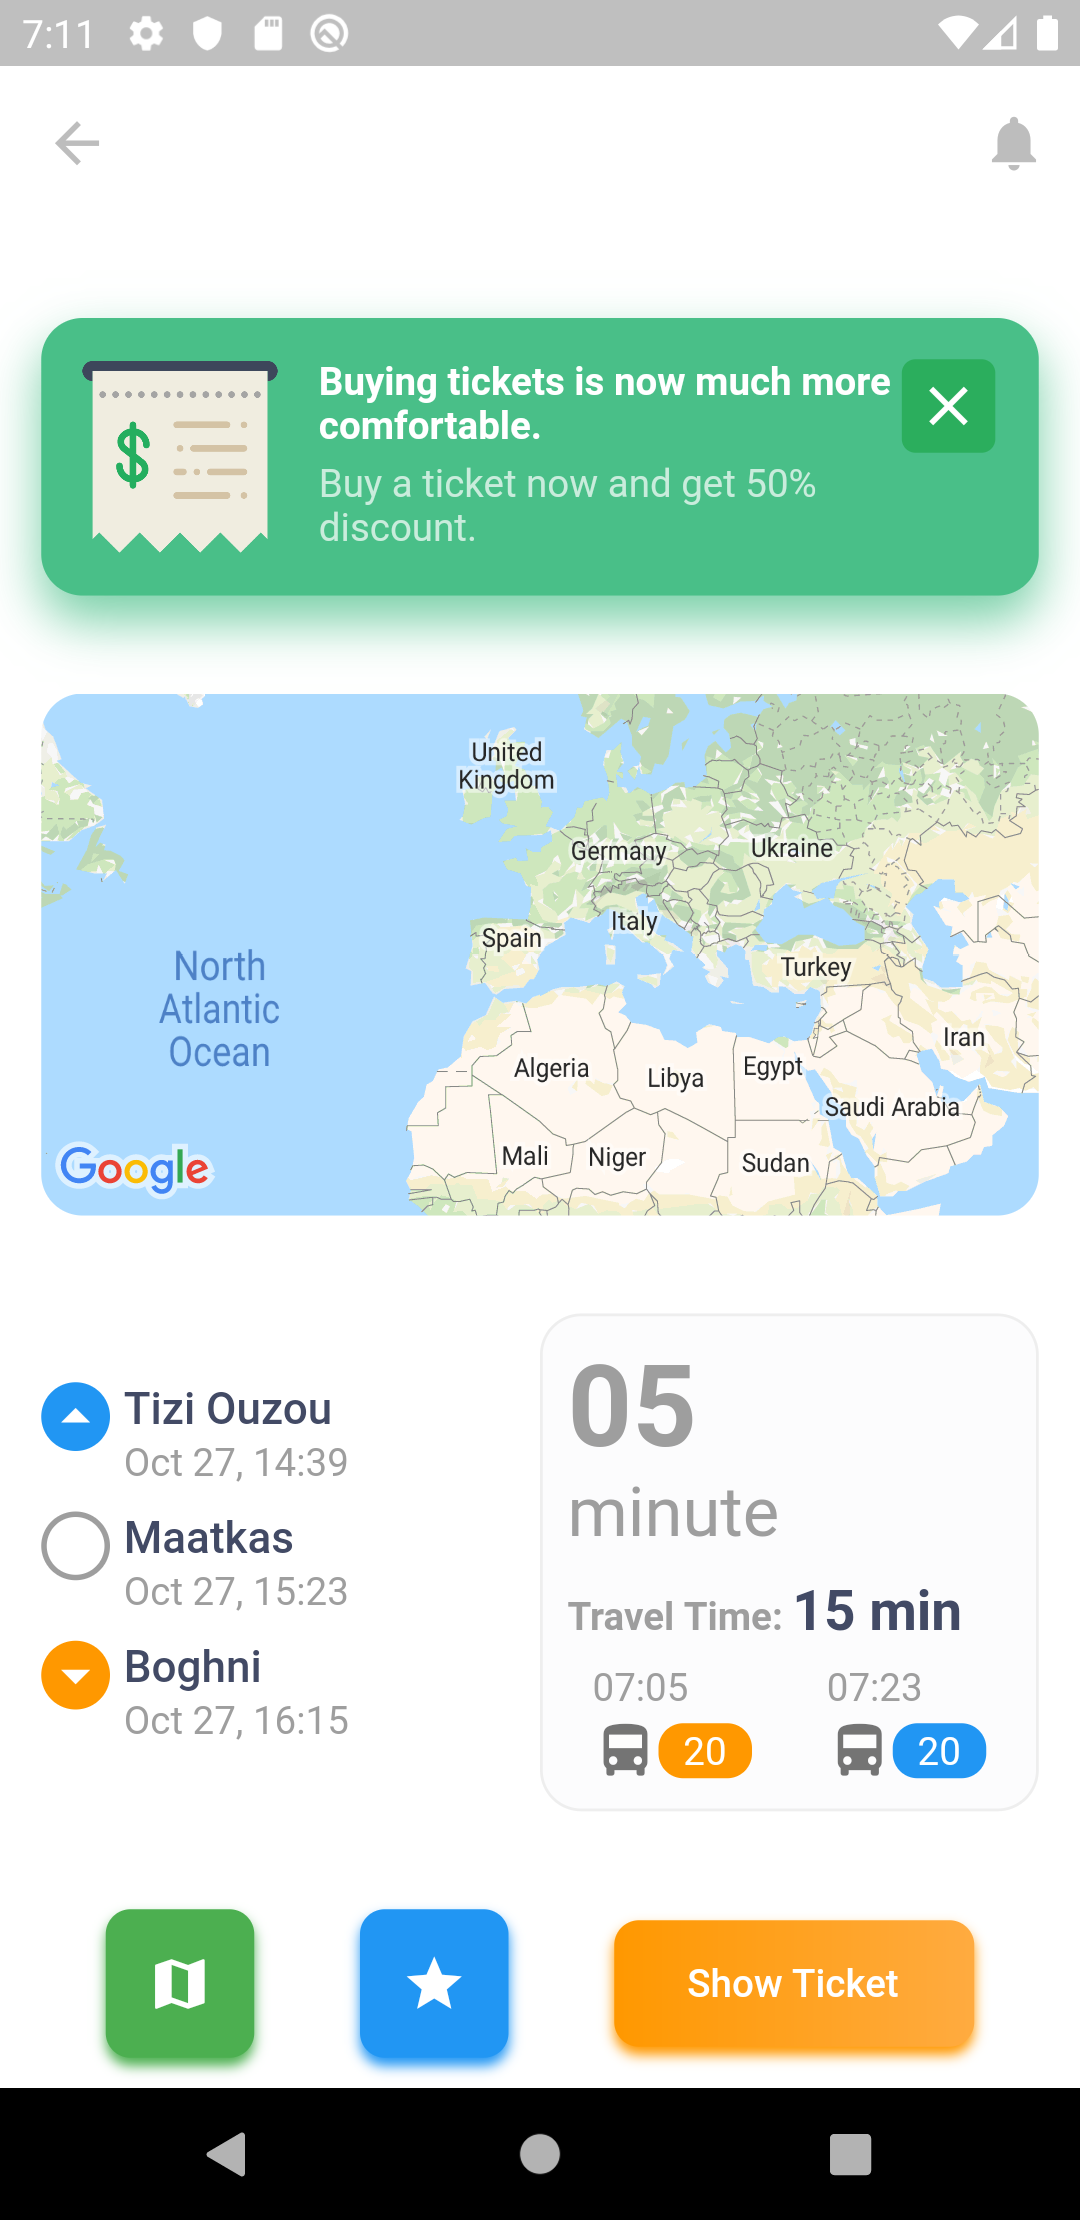 7:11
Buying tickets is now much more
comfortable.
Buy a ticket now and get 50%
discount.
$
United
Kingdom
Germany
Ukraine
Italy
Spain
Turkey
North
Atlantic
Ocean
Iran
Algeria
Libya
Egypt
Saudi Arabia
Mali
Niger
Sudan
Google
Tizi Ouzou
Oct 27, 14:39
Maatkas
Oct 27, 15:23
Boghni
Oct 27, 16:15
05
minute
Travel Time: 15 min
07:05 07:23
20 20
Show Ticket